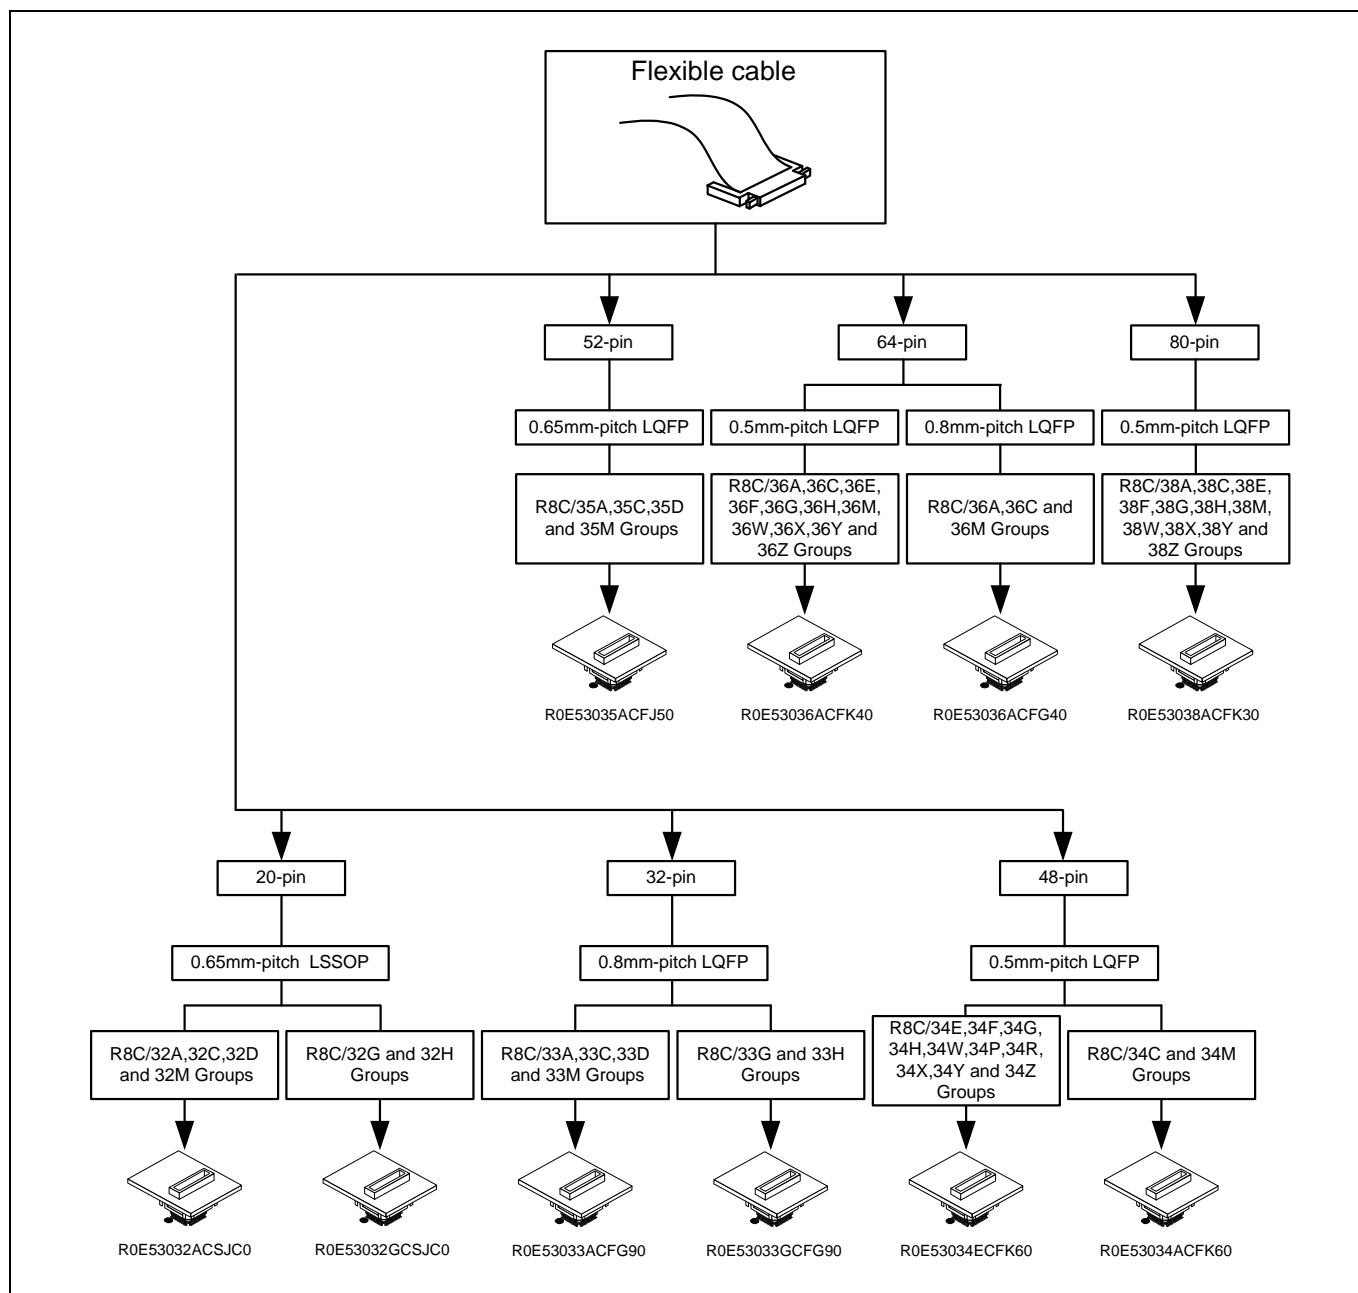 Flexible cable
52-pin
64-pin
80-pin
0.65mm-pitch LQFP
0.5mm-pitch LQFP
0.8mm-pitch LQFP
0.5mm-pitch LQFP
R8C/35A,35C,35D
and 35M Groups
R8C/36A,36C,36E,
36F,36G,36H,36M,
36W,36X,36Y and
36Z Groups
R8C/36A,36C and
36M Groups
R8C/38A,38C,38E,
38F,38G,38H,38M,
38W,38X,38Y and
38Z Groups
R0E53035ACFJ50
R0E53036ACFK40
R0E53036ACFG40
R0E53038ACFK30
20-pin
32-pin
48-pin
0.65mm-pitch LSSOP
0.8mm-pitch LQFP
0.5mm-pitch LQFP
R8C/32A,32C,32D
and 32M Groups
R8C/32G and 32H
Groups
R8C/33A,33C,33D
and 33M Groups
R8C/33G and 33H
Groups
R8C/34E,34F,34G,
34H,34W,34P,34R,
34X,34Y and 34Z
Groups
R8C/34C and 34M
Groups
R0E53032ACSJC0
R0E53032GCSJC0
R0E53033ACFG90
R0E53033GCFG90
R0E53034ECFK60
R0E53034ACFK60